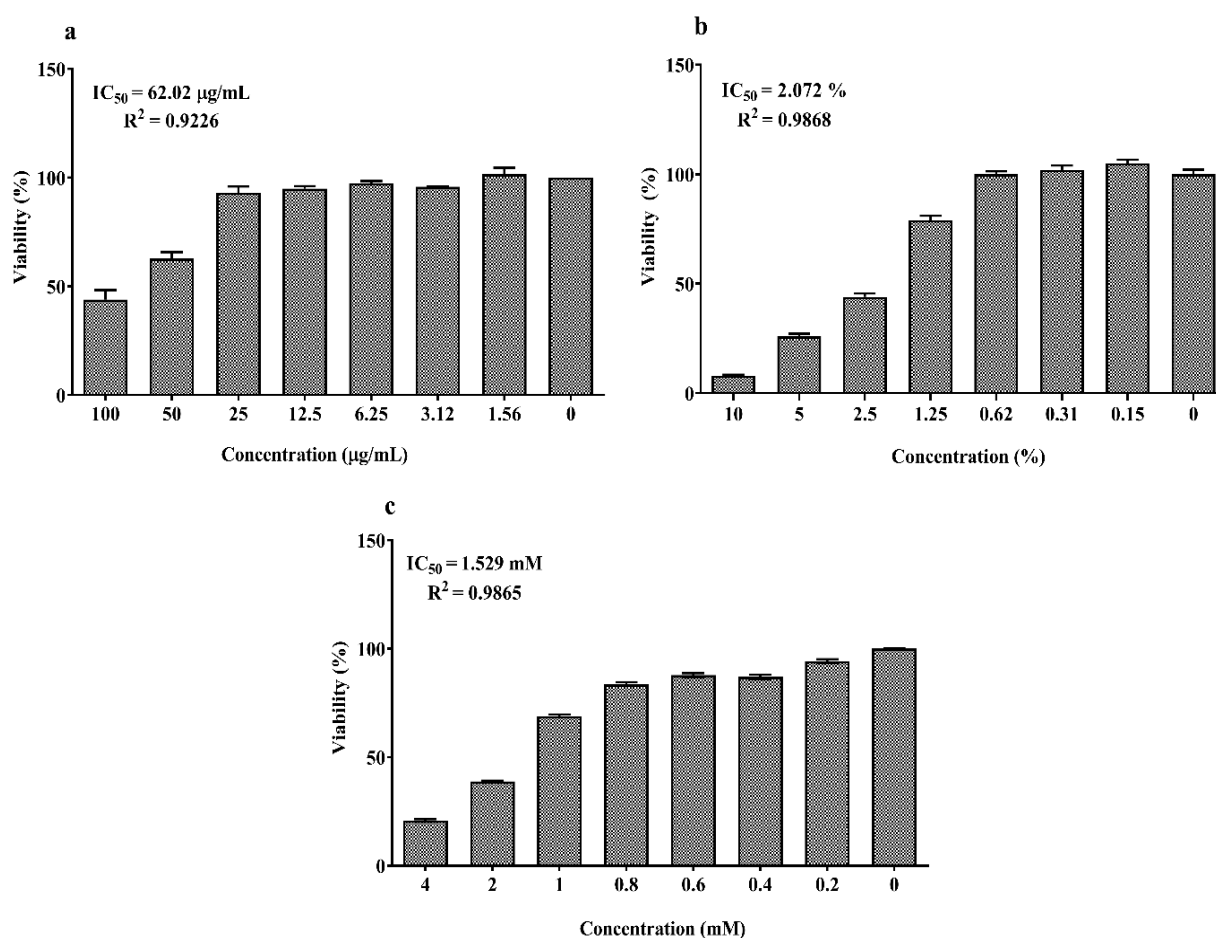 a
150
100
50
0
IC50 = 62.02 μg/mL
R2 = 0.9226
Viability (%)
100 50 25 12.5 6.25 3.12 1.56 0
Concentration (μg/mL)
b
150
100
50
0
IC50 = 2.072 %
R2 = 0.9868
Viability (%)
10 5 2.5 1.25 0.62 0.31 0.15 0
Concentration (%)
c
150
100
50
0
IC50 = 1.529 mM
R2 = 0.9865
Viability (%)
4 2 1 0.8 0.6 0.4 0.2 0
Concentration (mM)